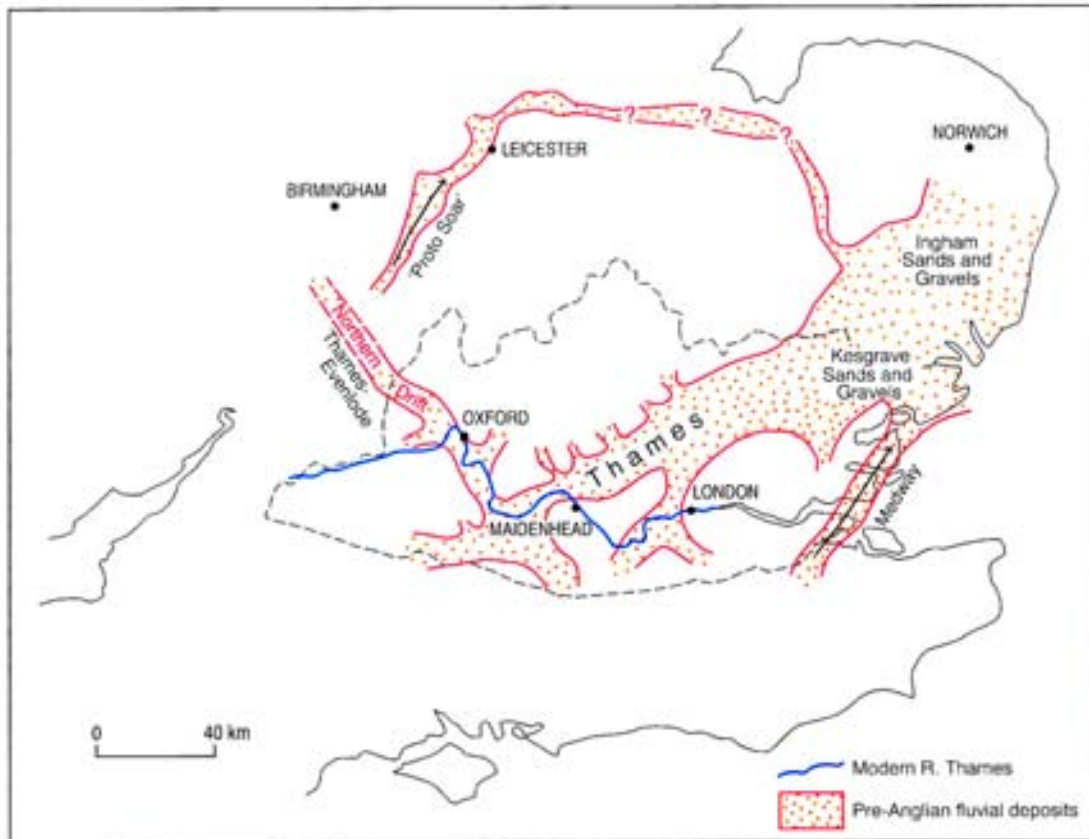 NORWICH
?
?
?
LEICESTER
BIRMINGHAM
'Proto Soar'
Ingham
Sands and
Gravels
Northern Drift
Thames-
Evenlode
Kesgrave
Sands and
Gravels
OXFORD
Thames
LONDON
MAIDENHEAD
Medway
0 40 km
Modern R. Thames
Pre-Anglian fluvial deposits